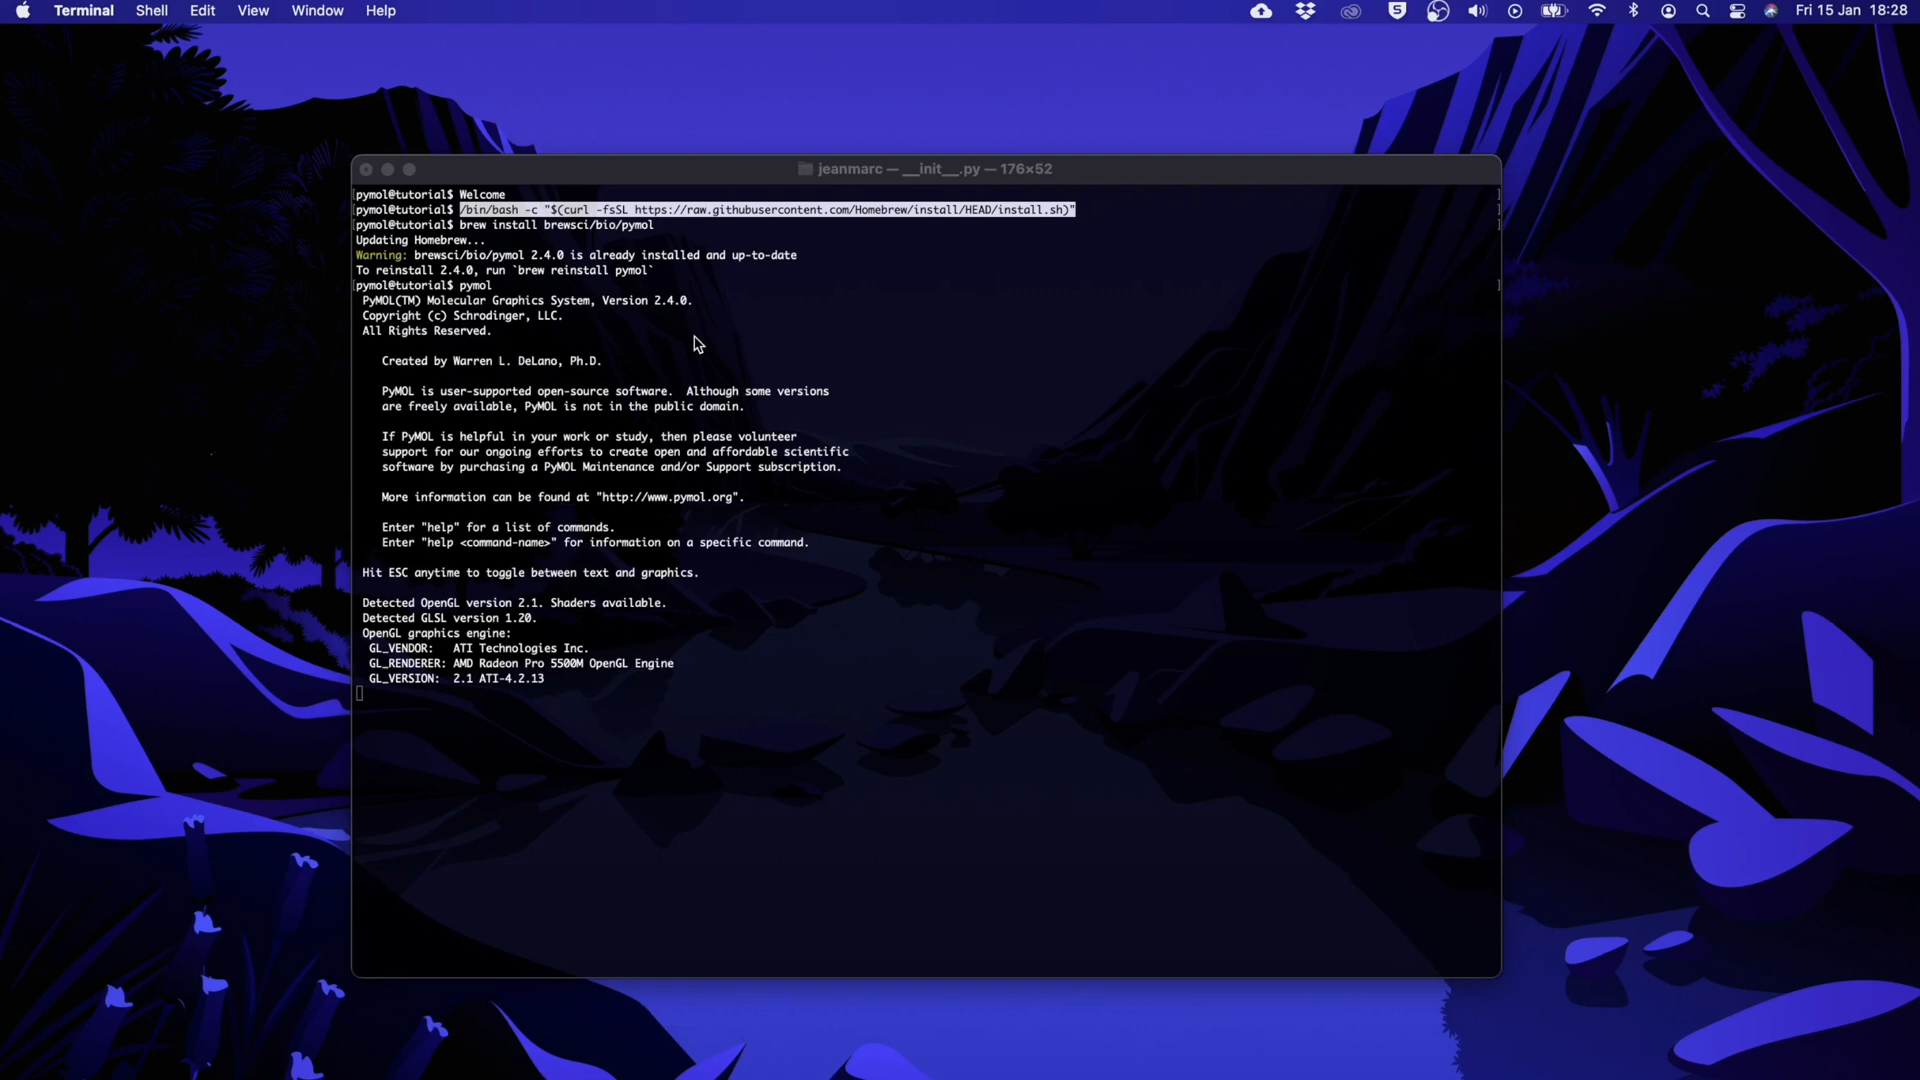 Terminal Shell Edit View Window Help Fri 15 Jan 18:28
jeanmarc — __init__.py — 176×52
[pymol@tutorial$ Welcome ]
[pymol@tutorial$ /bin/bash -c "$(curl -fsSL https://raw.githubusercontent.com/Homebrew/install/HEAD/install.sh)" ]
[pymol@tutorial$ brew install brewsci/bio/pymol ]
Updating Homebrew...
Warning: brewsci/bio/pymol 2.4.0 is already installed and up-to-date
To reinstall 2.4.0, run `brew reinstall pymol`
[pymol@tutorial$ pymol ]
PyMOL(TM) Molecular Graphics System, Version 2.4.0.
Copyright (c) Schrodinger, LLC.
All Rights Reserved.
Created by Warren L. DeLano, Ph.D.
PyMOL is user-supported open-source software.  Although some versions
are freely available, PyMOL is not in the public domain.
If PyMOL is helpful in your work or study, then please volunteer
support for our ongoing efforts to create open and affordable scientific
software by purchasing a PyMOL Maintenance and/or Support subscription.
More information can be found at "http://www.pymol.org".
Enter "help" for a list of commands.
Enter "help <command-name>" for information on a specific command.
Hit ESC anytime to toggle between text and graphics.
Detected OpenGL version 2.1. Shaders available.
Detected GLSL version 1.20.
OpenGL graphics engine:
GL_VENDOR:   ATI Technologies Inc.
GL_RENDERER: AMD Radeon Pro 5500M OpenGL Engine
GL_VERSION:  2.1 ATI-4.2.13